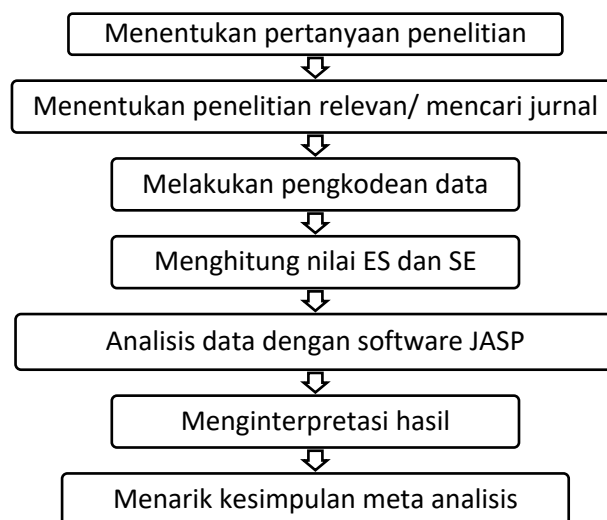 Menentukan pertanyaan penelitian
Menentukan penelitian relevan/ mencari jurnal
Melakukan pengkodean data
Menghitung nilai ES dan SE
Analisis data dengan software JASP
Menginterpretasi hasil
Menarik kesimpulan meta analisis